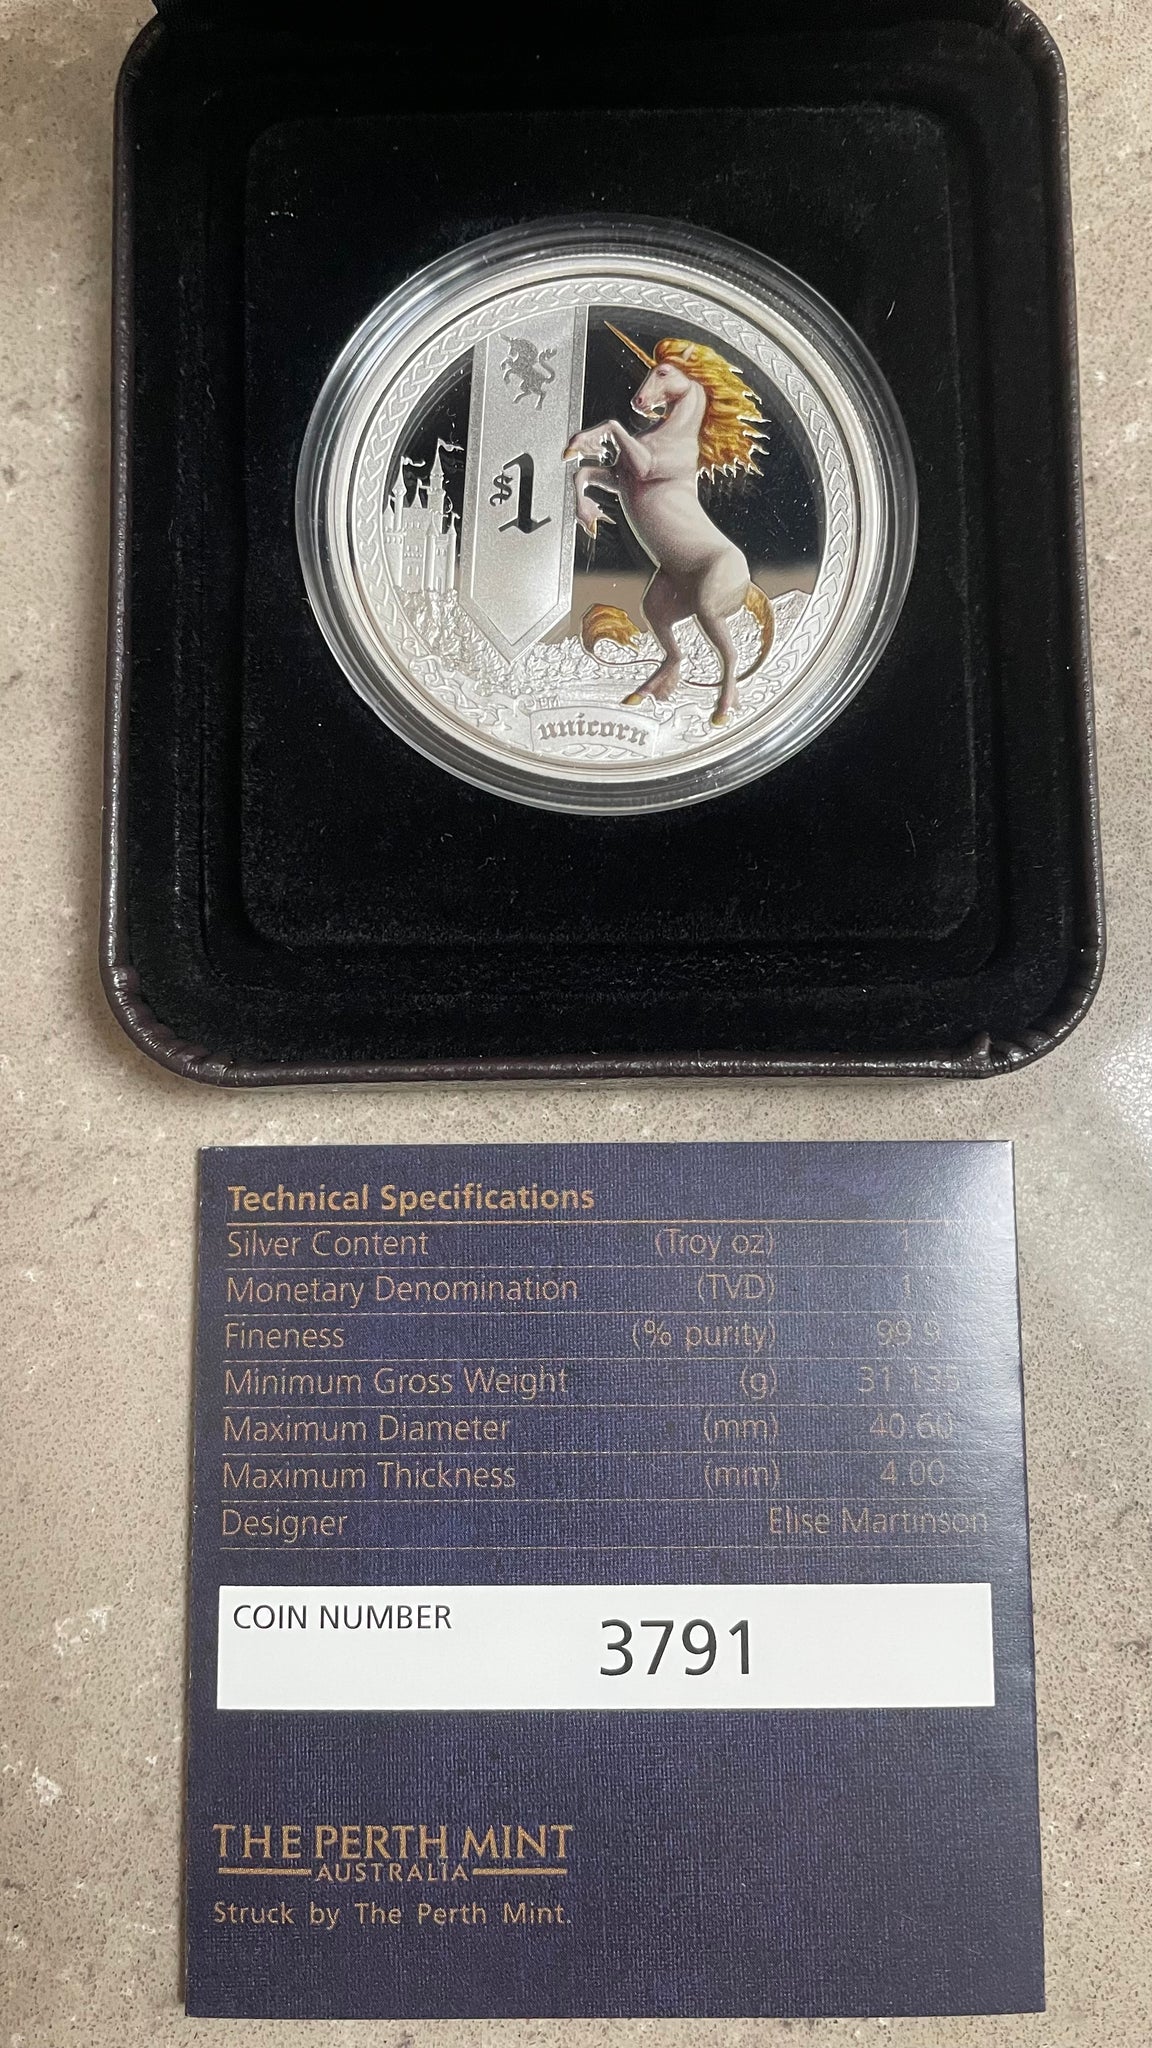 $1
unicorn
Technical Specifications
Silver Content (Troy oz) 1
Monetary Denomination (TVD) 1
Fineness (% purity) 99.9
Minimum Gross Weight (g) 31.135
Maximum Diameter (mm) 40.60
Maximum Thickness (mm) 4.00
Designer Elise Martinson
COIN NUMBER 3791
THE PERTH MINT
AUSTRALIA
Struck by The Perth Mint.